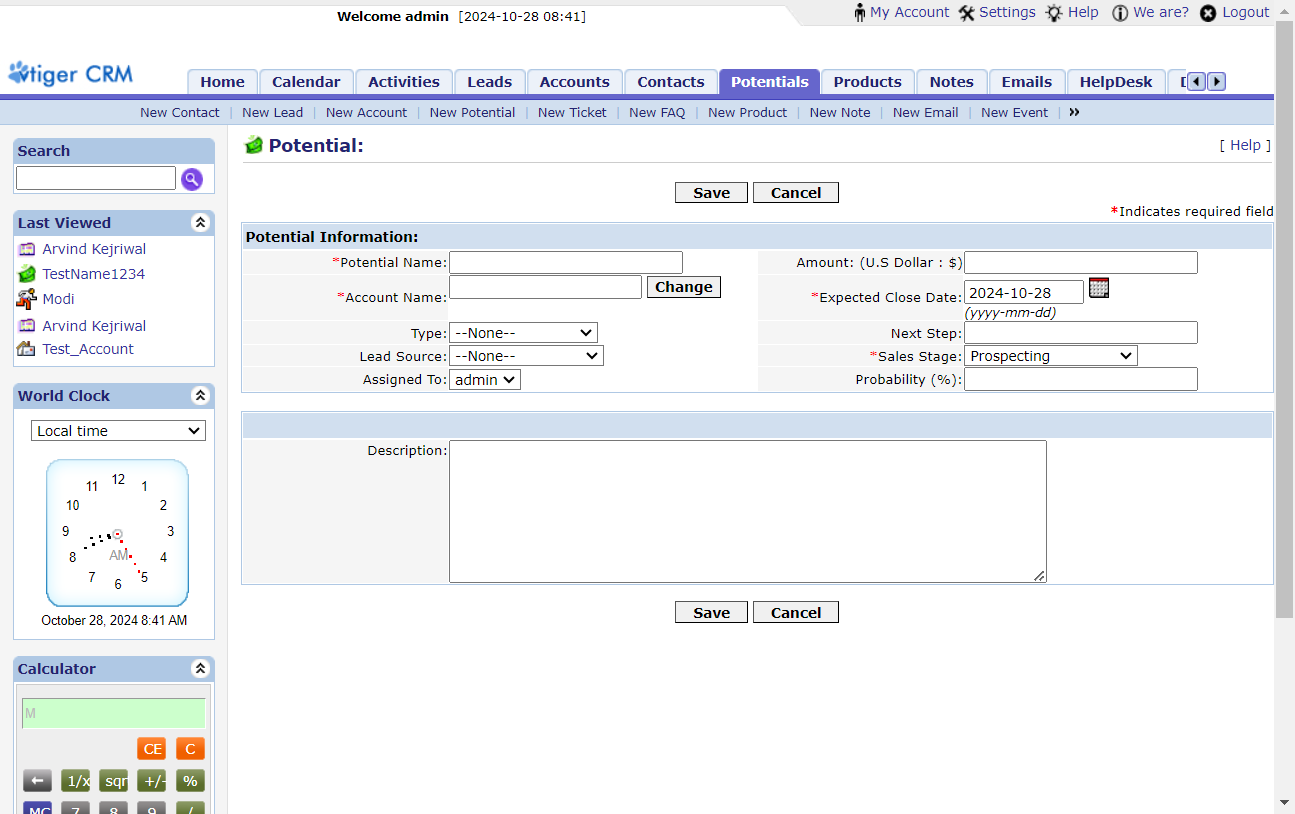 Welcome admin [2024-10-28 08:41]
My Account Settings Help We are? Logout
vtiger CRM
Home Calendar Activities Leads Accounts Contacts Potentials Products Notes Emails HelpDesk
New Contact | New Lead | New Account | New Potential | New Ticket | New FAQ | New Product | New Note | New Email | New Event | »
Search
Last Viewed
Arvind Kejriwal
TestName1234
Modi
Arvind Kejriwal
Test_Account
World Clock
Local time
12
11 1
10 2
9 3
8 4
7 5
6
AM
October 28, 2024 8:41 AM
Calculator
M
CE C
← 1/x sqr +/- %
MC 7 8 9 /
Potential:
[ Help ]
Save Cancel
*Indicates required field
Potential Information:
*Potential Name:
Amount: (U.S Dollar : $)
*Account Name: Change
*Expected Close Date: 2024-10-28
(yyyy-mm-dd)
Type: --None--
Next Step:
Lead Source: --None--
*Sales Stage: Prospecting
Assigned To: admin
Probability (%):
Description:
Save Cancel